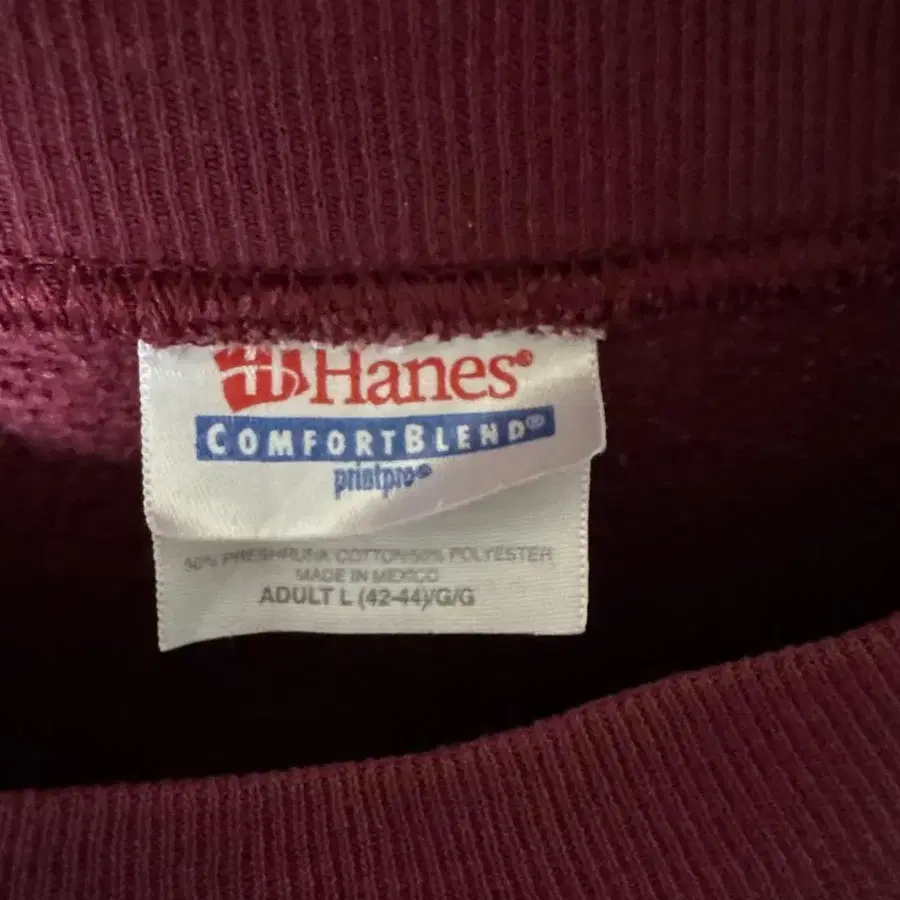 Hanes®
COMFORTBLEND®
printpro®
50% PRESHRUNK COTTON/50% POLYESTER
MADE IN MEXICO
ADULT L (42-44)/G/G